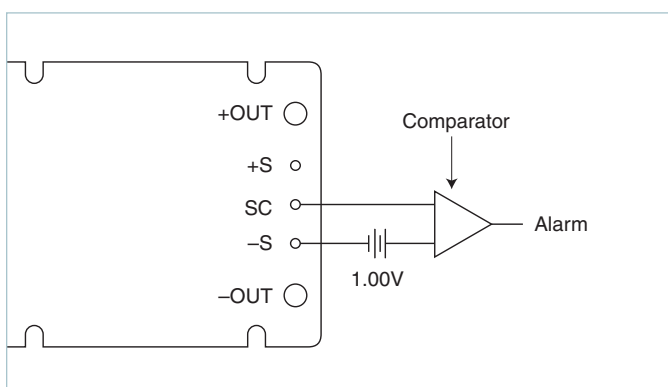 +OUT
Comparator
+S
SC
Alarm
–S
1.00V
–OUT